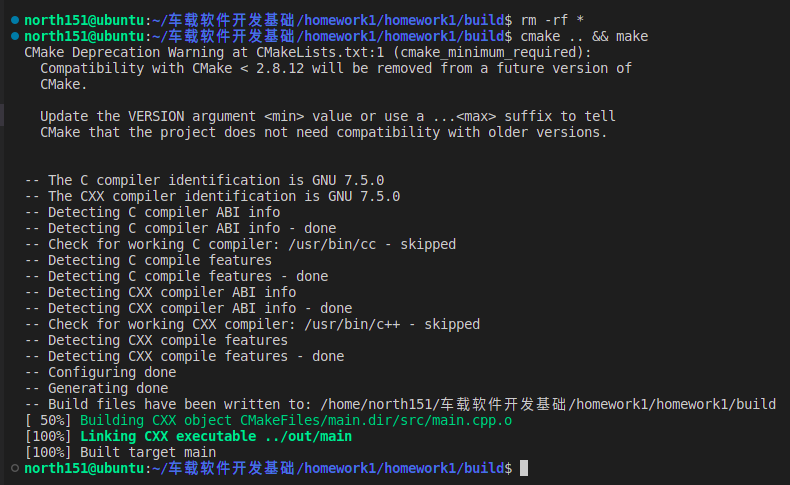 north151@ubuntu:~/车载软件开发基础/homework1/homework1/build$ rm -rf *
north151@ubuntu:~/车载软件开发基础/homework1/homework1/build$ cmake .. && make
CMake Deprecation Warning at CMakeLists.txt:1 (cmake_minimum_required):
  Compatibility with CMake < 2.8.12 will be removed from a future version of
  CMake.
  Update the VERSION argument <min> value or use a ...<max> suffix to tell
  CMake that the project does not need compatibility with older versions.
-- The C compiler identification is GNU 7.5.0
-- The CXX compiler identification is GNU 7.5.0
-- Detecting C compiler ABI info
-- Detecting C compiler ABI info - done
-- Check for working C compiler: /usr/bin/cc - skipped
-- Detecting C compile features
-- Detecting C compile features - done
-- Detecting CXX compiler ABI info
-- Detecting CXX compiler ABI info - done
-- Check for working CXX compiler: /usr/bin/c++ - skipped
-- Detecting CXX compile features
-- Detecting CXX compile features - done
-- Configuring done
-- Generating done
-- Build files have been written to: /home/north151/车载软件开发基础/homework1/homework1/build
[ 50%] Building CXX object CMakeFiles/main.dir/src/main.cpp.o
[100%] Linking CXX executable ../out/main
[100%] Built target main
north151@ubuntu:~/车载软件开发基础/homework1/homework1/build$